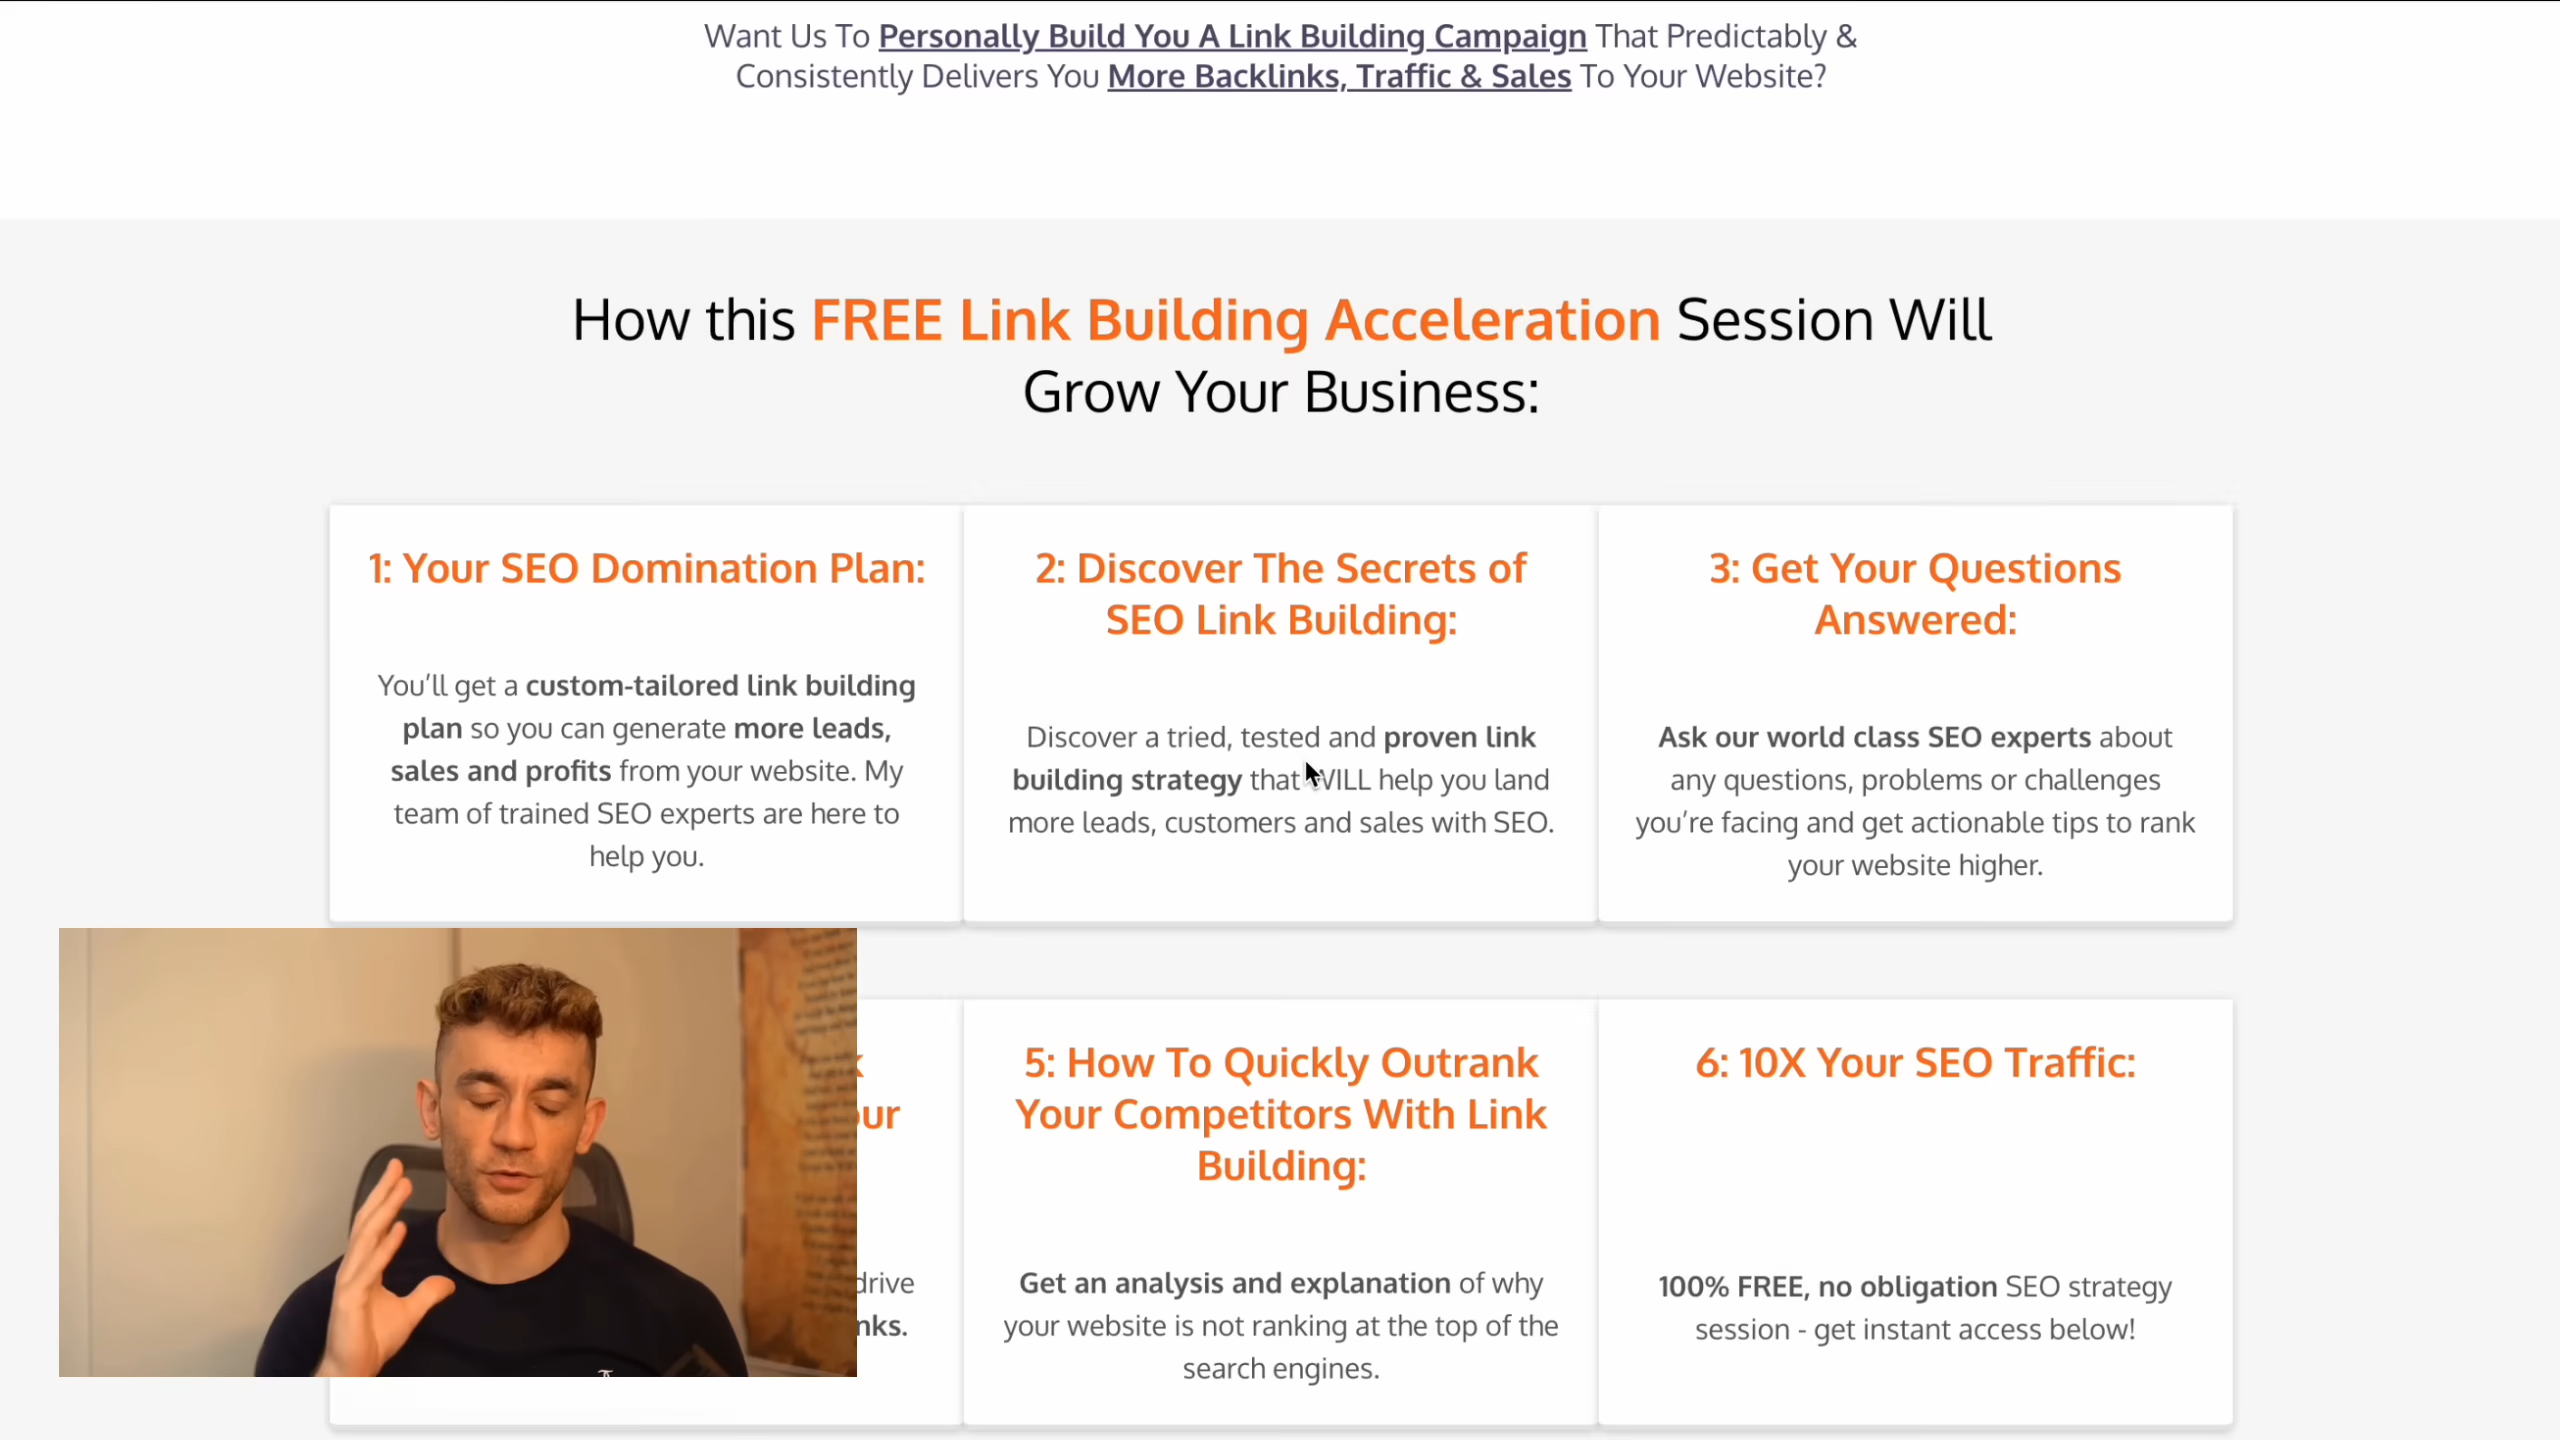 Want Us To Personally Build You A Link Building Campaign That Predictably &
Consistently Delivers You More Backlinks, Traffic & Sales To Your Website?
How this FREE Link Building Acceleration Session Will
Grow Your Business:
1: Your SEO Domination Plan:
You’ll get a custom-tailored link building
plan so you can generate more leads,
sales and profits from your website. My
team of trained SEO experts are here to
help you.
2: Discover The Secrets of
SEO Link Building:
Discover a tried, tested and proven link
building strategy that WILL help you land
more leads, customers and sales with SEO.
3: Get Your Questions
Answered:
Ask our world class SEO experts about
any questions, problems or challenges
you’re facing and get actionable tips to rank
your website higher.
drive
5: How To Quickly Outrank
Your Competitors With Link
Building:
Get an analysis and explanation of why
your website is not ranking at the top of the
search engines.
6: 10X Your SEO Traffic:
100% FREE, no obligation SEO strategy
session - get instant access below!